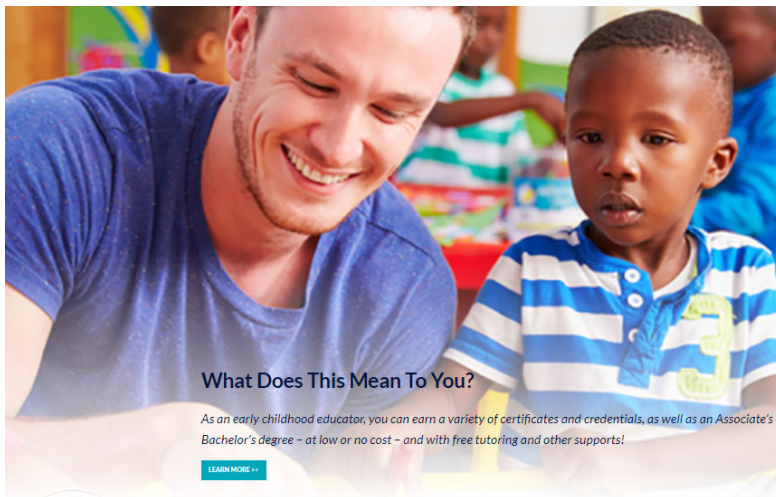 What Does This Mean To You?
As an early childhood educator, you can earn a variety of certificates and credentials, as well as an Associate's
Bachelor's degree – at low or no cost – and with free tutoring and other supports!
LEARN MORE >>
3